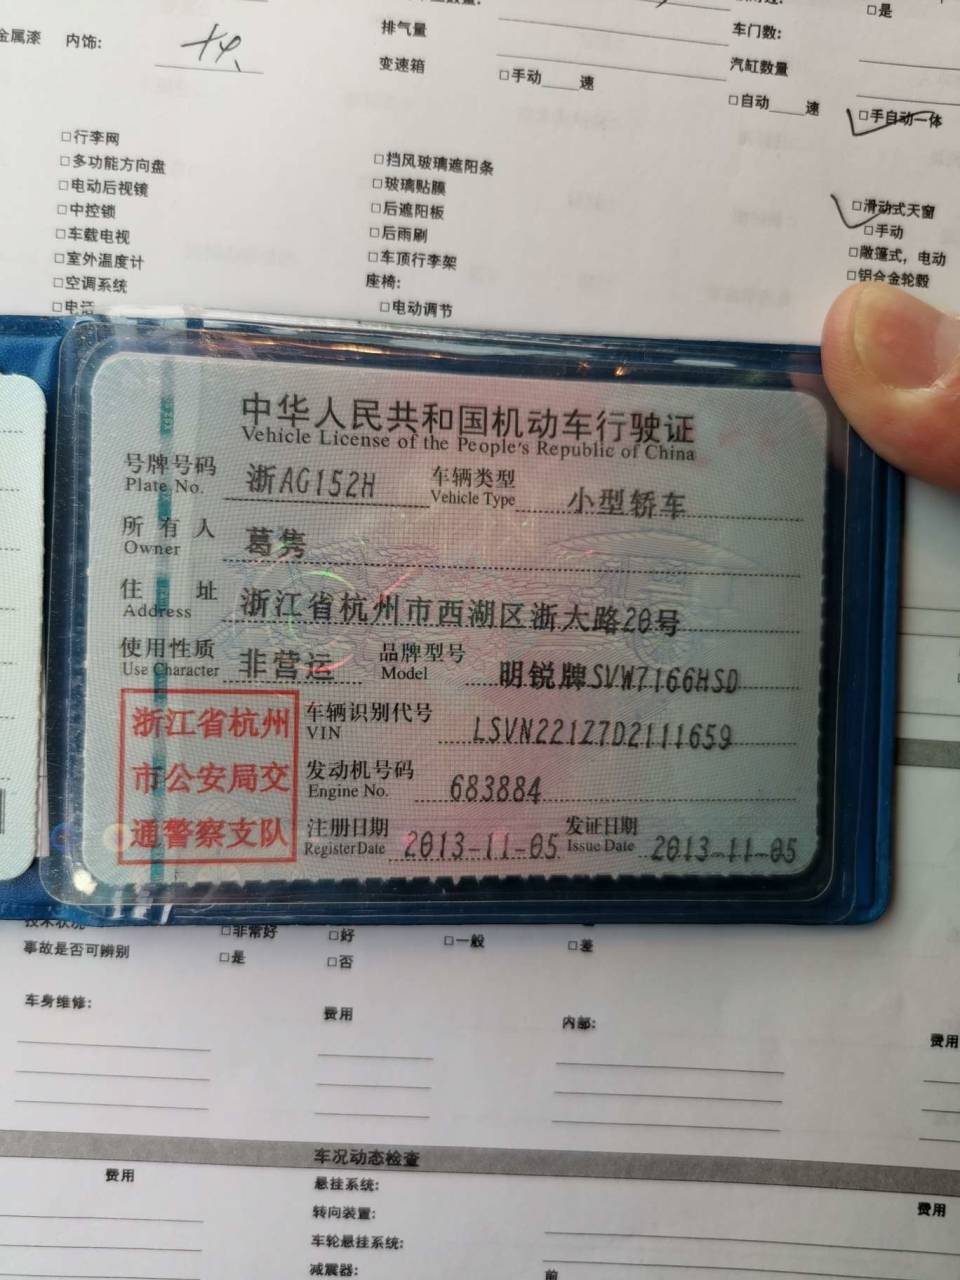 排气量
车门数:
□是
金属漆 内饰:
变速箱 □手动____速
汽缸数量
□自动____速
□手自动一体
□行李网
□多功能方向盘
□电动后视镜
□中控锁
□车载电视
□室外温度计
□空调系统
□挡风玻璃遮阳条
□玻璃贴膜
□后遮阳板
□后雨刷
□车顶行李架
座椅:
□电动调节
□滑动式天窗
□手动
□敞篷式，电动
□铝合金轮毂
中华人民共和国机动车行驶证
Vehicle License of the People's Republic of China
号牌号码 浙AG152H 车辆类型 小型轿车
Plate No. Vehicle Type
所有人 葛隽
Owner
住址 浙江省杭州市西湖区浙大路20号
Address
使用性质 非营运 品牌型号 明锐牌SVW7166HSD
Use Character Model
浙江省杭州
市公安局交
通警察支队
车辆识别代号 LSVN221Z7D2111659
VIN
发动机号码 683884
Engine No.
注册日期 2013-11-05 发证日期 2013-11-05
Register Date Issue Date
□非常好 □好 □一般 □差
事故是否可辨别 □是 □否
车身维修: 费用 内部: 费用
车况动态检查
费用 悬挂系统: 费用
转向装置:
车轮悬挂系统:
减震器: 前